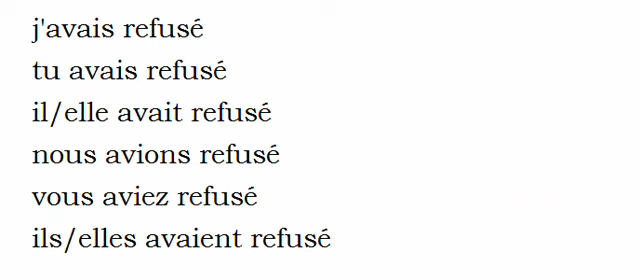 j'avais refusé
tu avais refusé
il/elle avait refusé
nous avions refusé
vous aviez refusé
ils/elles avaient refusé